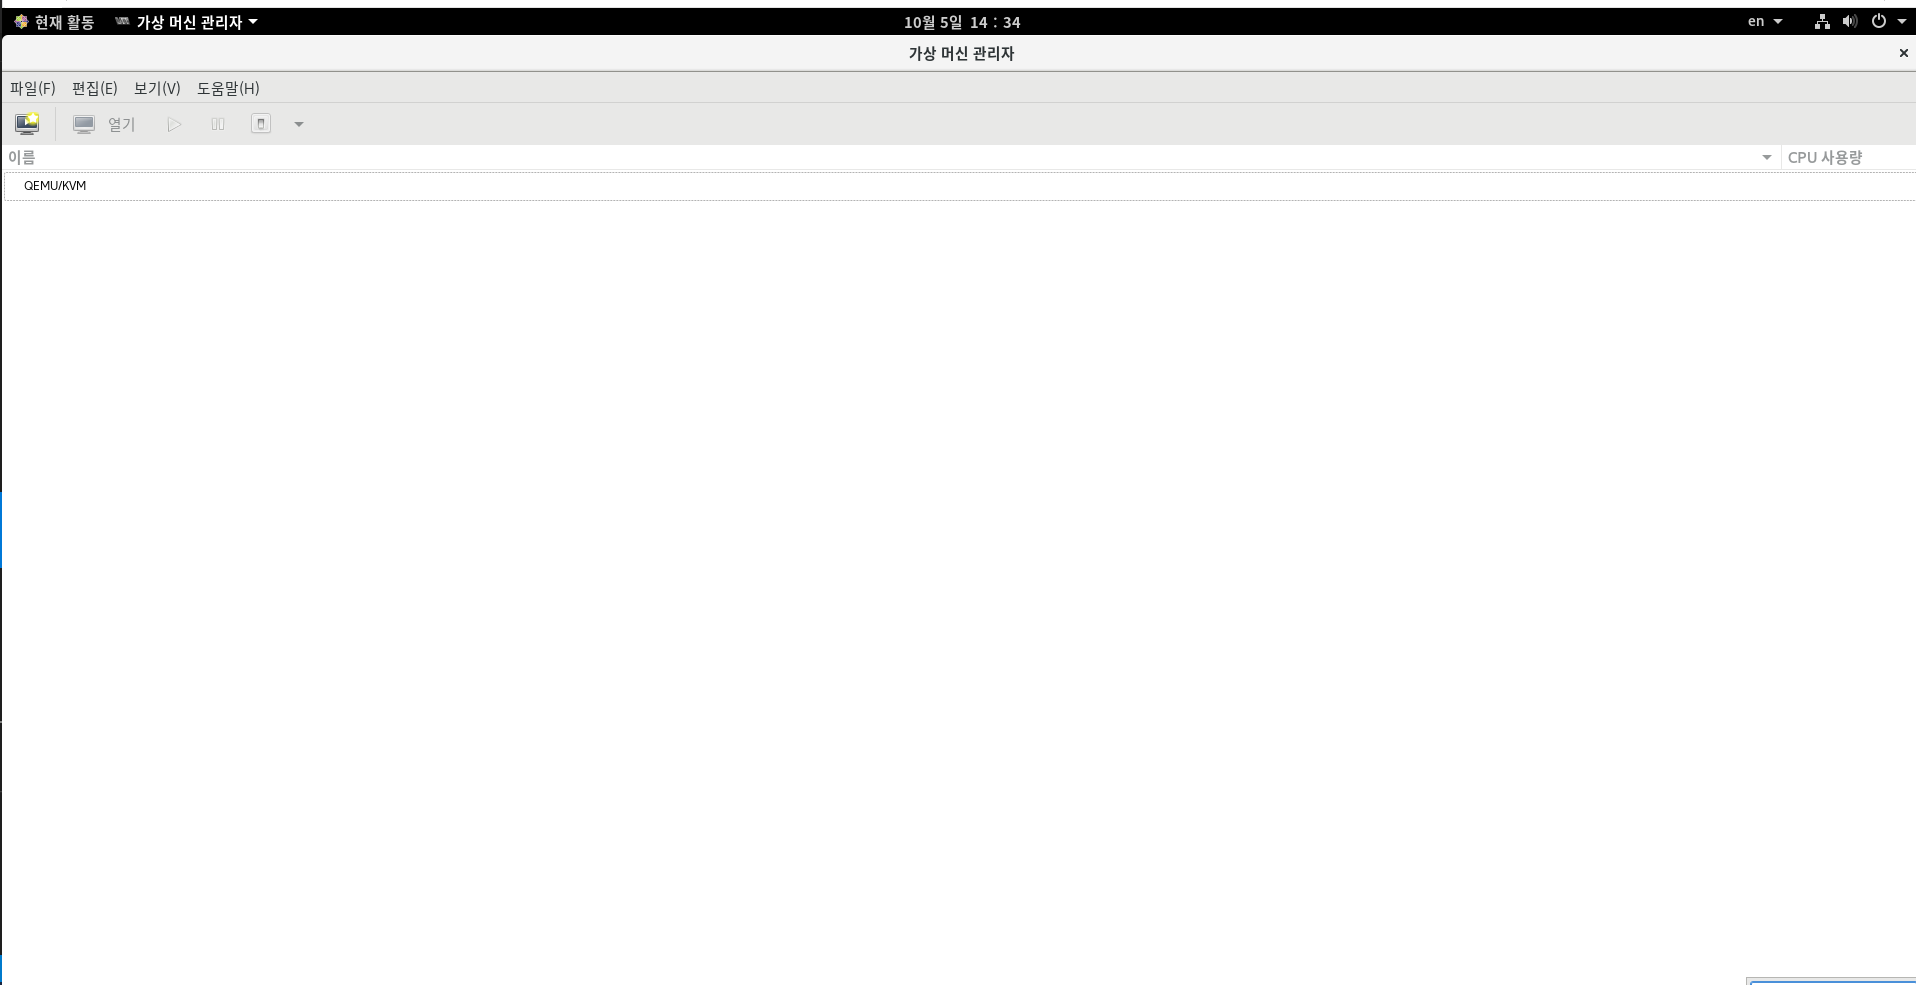 현재 활동 가상 머신 관리자 10월 5일 14 : 34 en
가상 머신 관리자
파일(F) 편집(E) 보기(V) 도움말(H)
열기
이름 CPU 사용량
QEMU/KVM